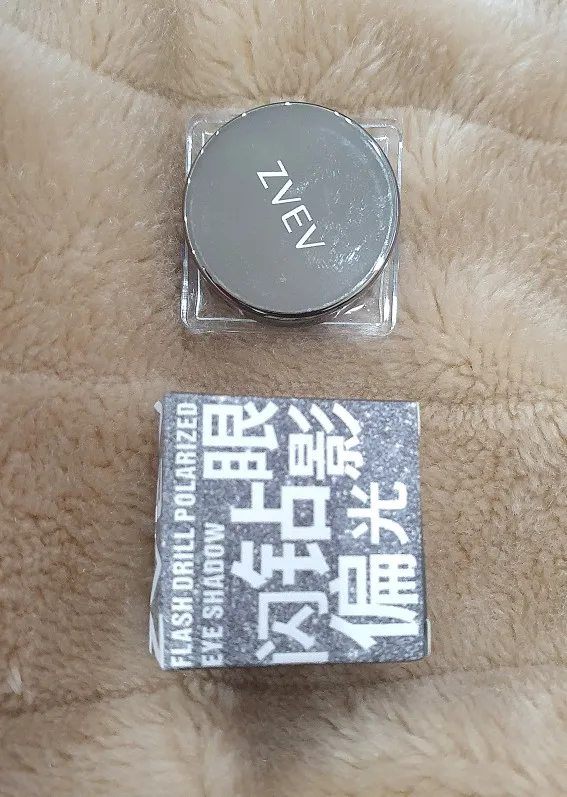 ZVEV
FLASH DRILL POLARIZED
EYE SHADOW
闪钻眼
偏光影